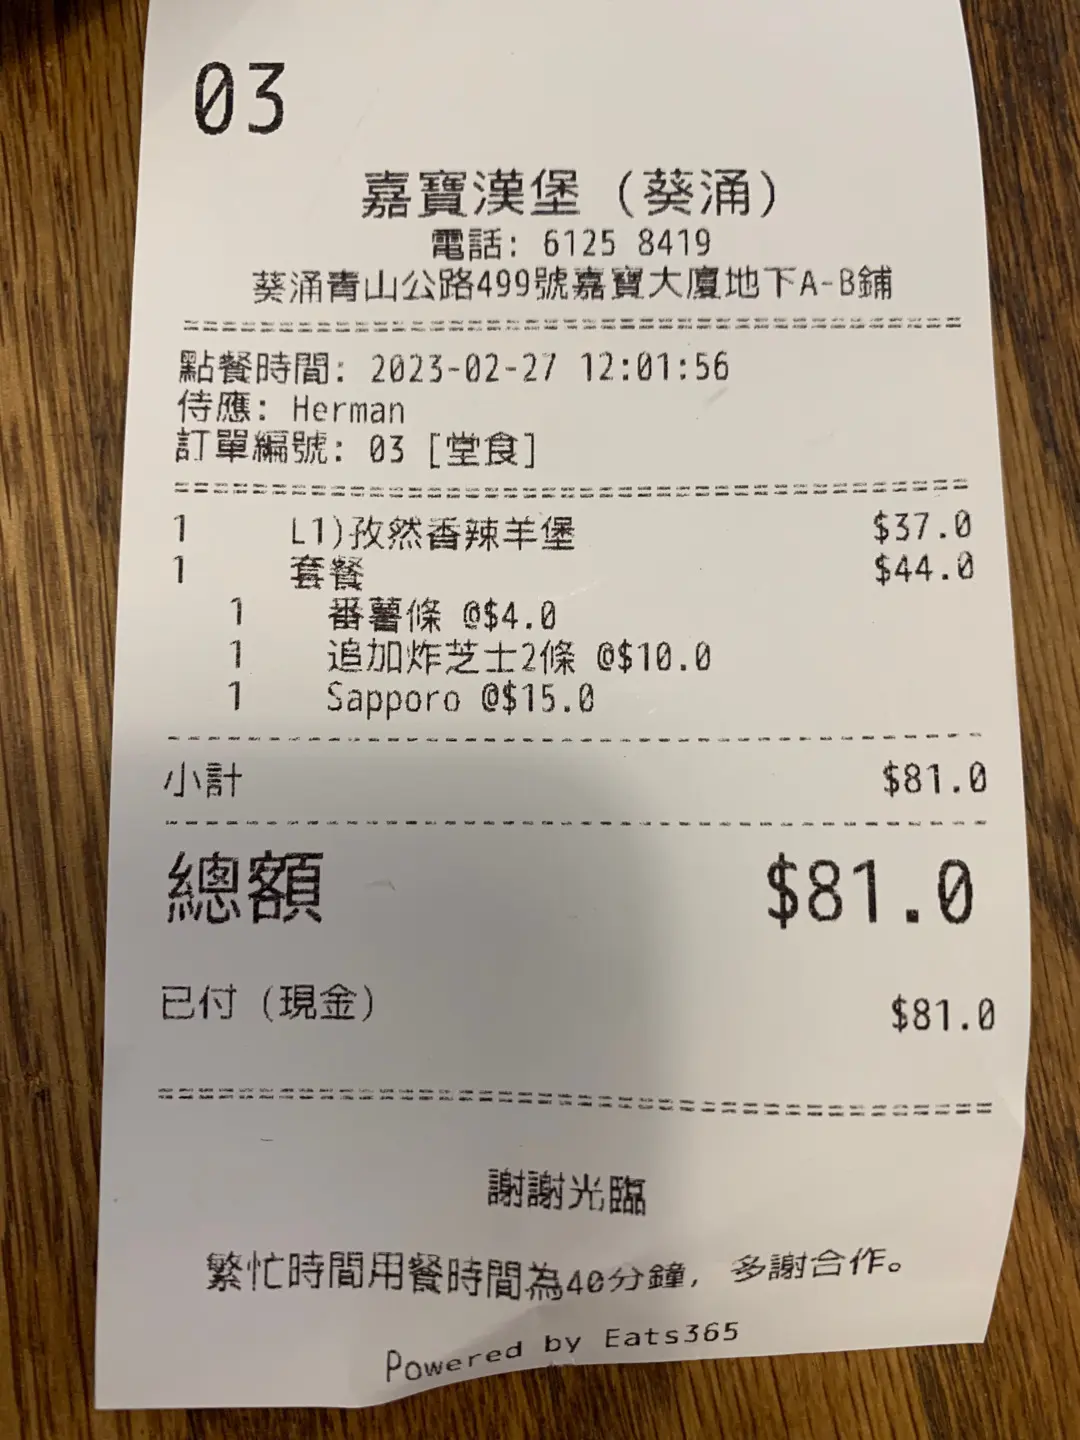 03
嘉寶漢堡 (葵涌)
電話: 6125 8419
葵涌青山公路499號嘉寶大廈地下A-B鋪
點餐時間: 2023-02-27 12:01:56
侍應: Herman
訂單編號: 03 [堂食]
1 L1)孜然香辣羊堡 $37.0
1 套餐 $44.0
1 番薯條 @$4.0
1 追加炸芝士2條 @$10.0
1 Sapporo @$15.0
小計 $81.0
總額 $81.0
已付 (現金) $81.0
謝謝光臨
繁忙時間用餐時間為40分鐘, 多謝合作。
Powered by Eats365